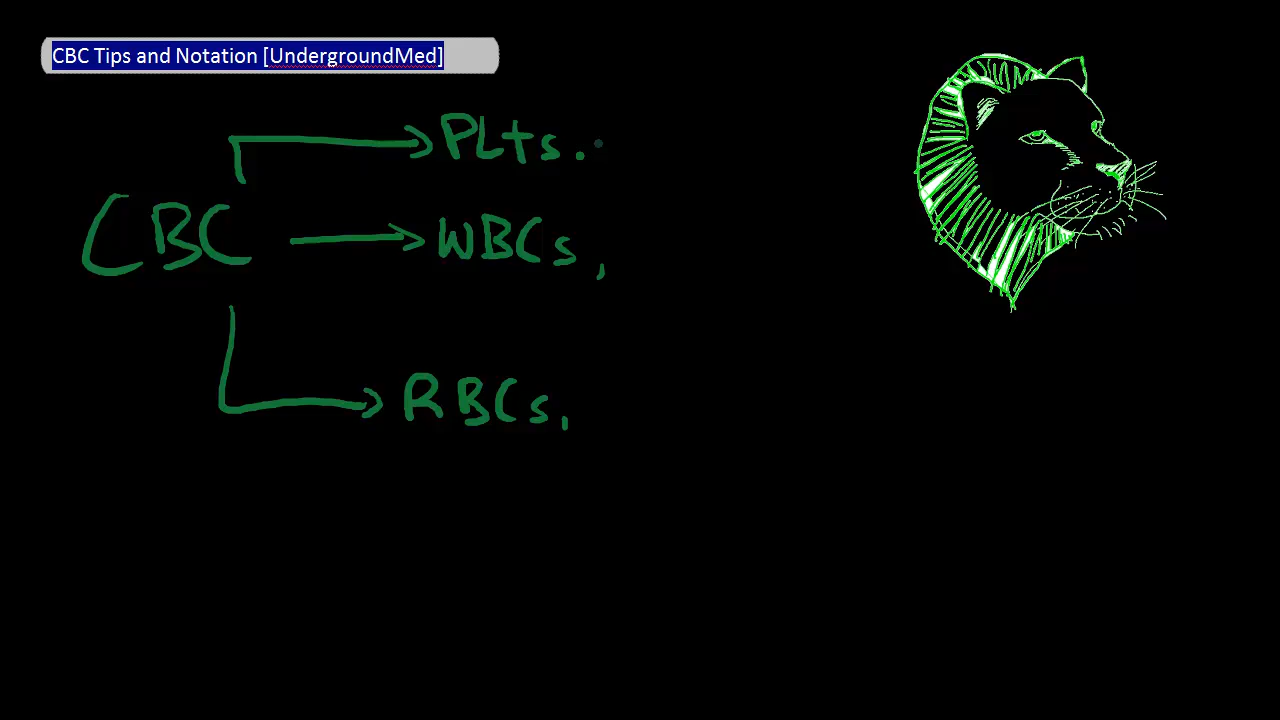 CBC Tips and Notation [UndergroundMed]
PLts.
CBC WBCs,
RBCs,